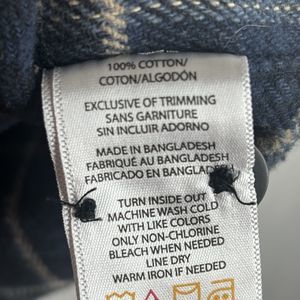 100% COTTON/
COTON/ALGODÓN
EXCLUSIVE OF TRIMMING
SANS GARNITURE
SIN INCLUIR ADORNO
MADE IN BANGLADESH
FABRIQUÉ AU BANGLADESH
FABRICADO EN BANGLADESH
TURN INSIDE OUT
MACHINE WASH COLD
WITH LIKE COLORS
ONLY NON-CHLORINE
BLEACH WHEN NEEDED
LINE DRY
WARM IRON IF NEEDED